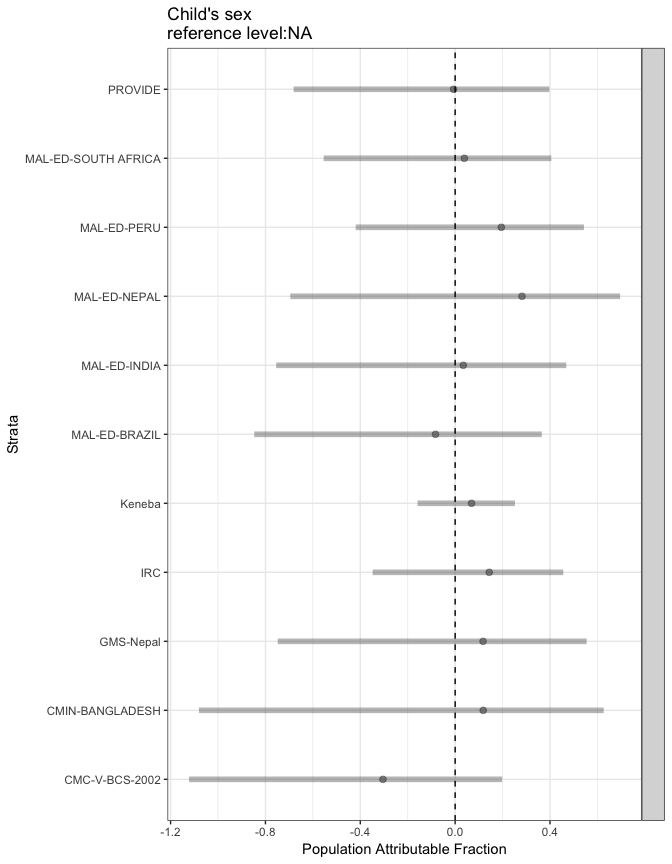 Child's sex
reference level:NA
PROVIDE
MAL-ED-SOUTH AFRICA
MAL-ED-PERU
MAL-ED-NEPAL
MAL-ED-INDIA
MAL-ED-BRAZIL
Keneba
IRC
GMS-Nepal
CMIN-BANGLADESH
CMC-V-BCS-2002
Strata
-1.2 -0.8 -0.4 0.0 0.4
Population Attributable Fraction